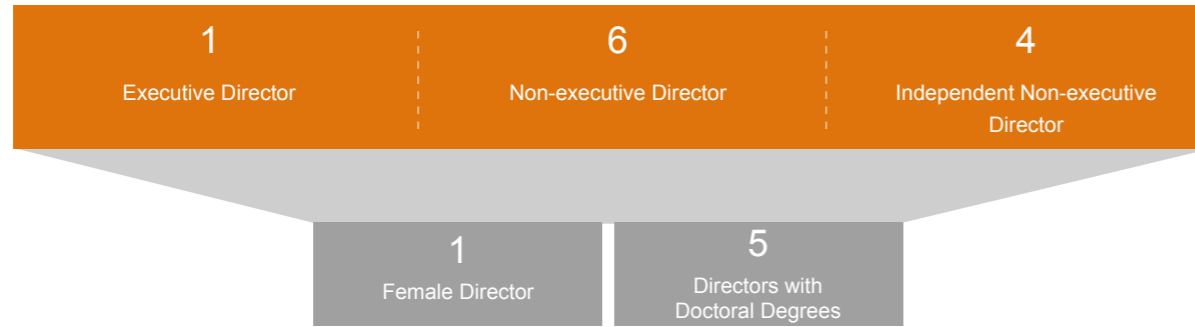 1
Executive Director
6
Non-executive Director
4
Independent Non-executive
Director
1
Female Director
5
Directors with
Doctoral Degrees